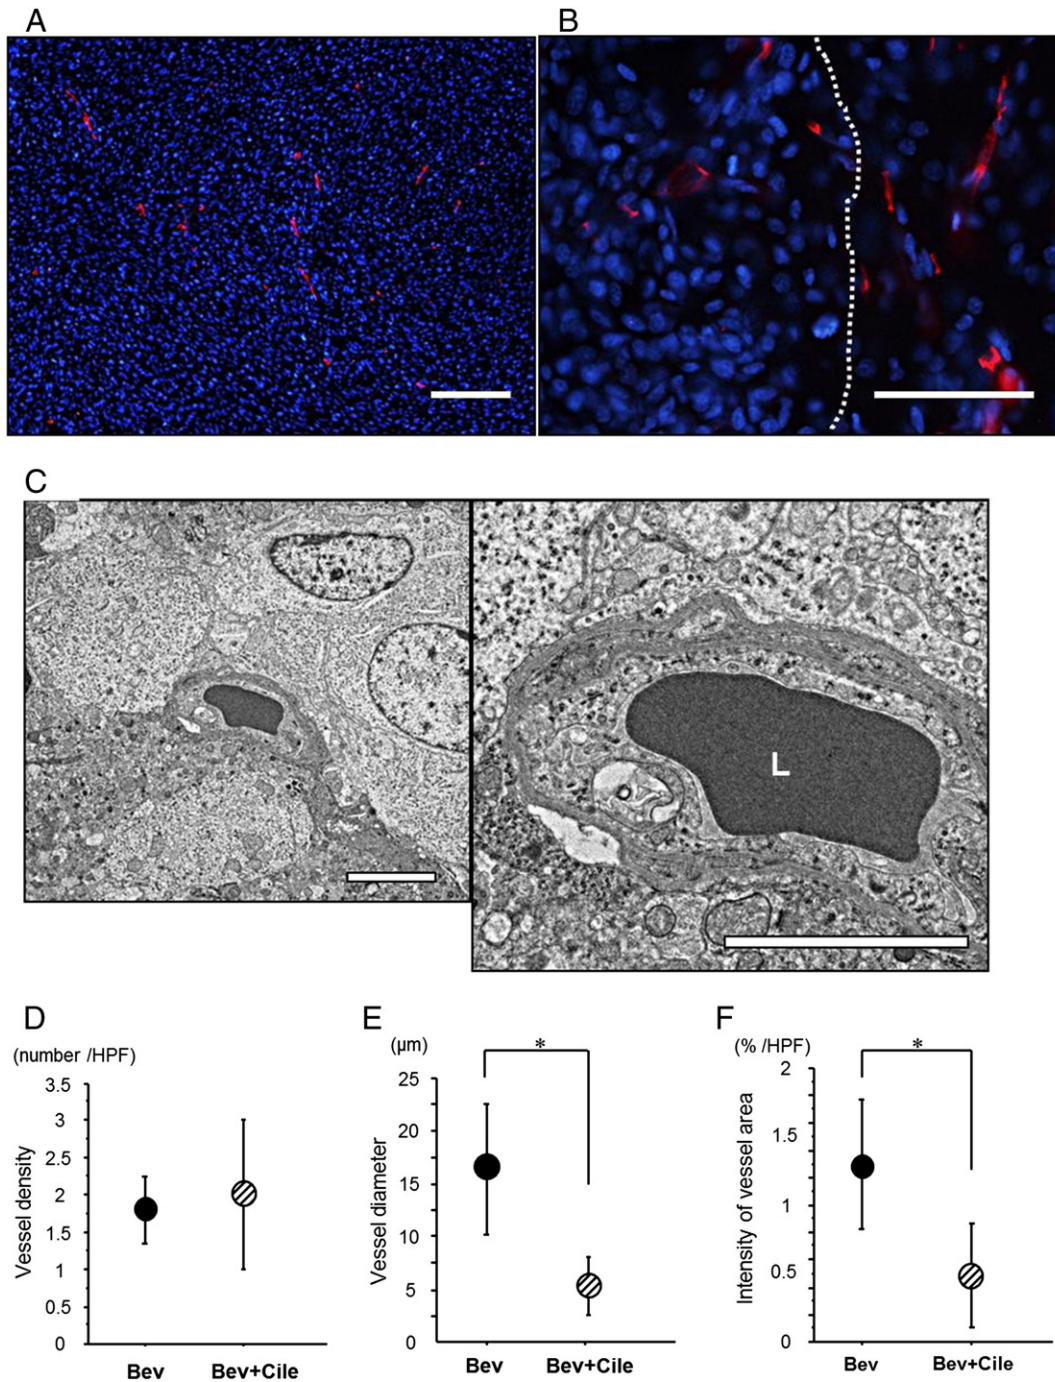 A
B
C
L
D
(number /HPF)
Vessel density
3.5
3
2.5
2
1.5
1
0.5
0
Bev
Bev+Cile
E
(µm)
*
Vessel diameter
25
20
15
10
5
0
Bev
Bev+Cile
F
(% /HPF)
*
Intensity of vessel area
2
1.5
1
0.5
0
Bev
Bev+Cile